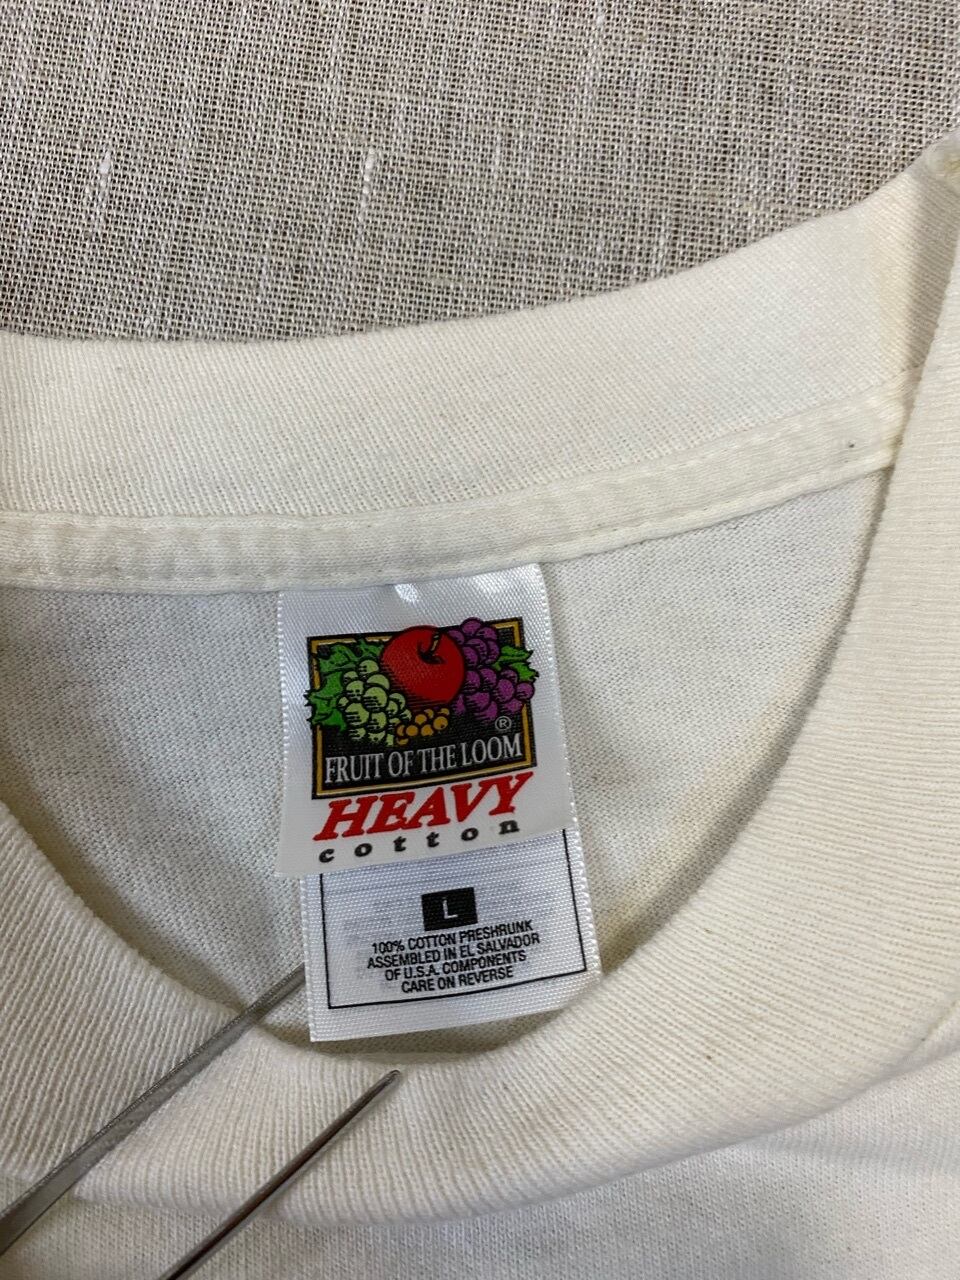 ®
FRUIT OF THE LOOM
HEAVY
cotton
L
100% COTTON PRESHRUNK
ASSEMBLED IN EL SALVADOR
OF U.S.A. COMPONENTS
CARE ON REVERSE